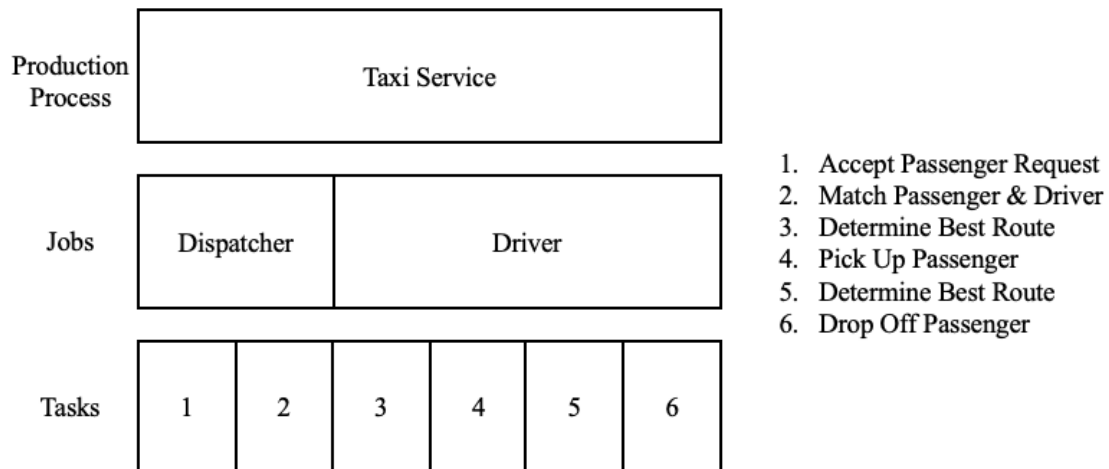 Production
Process
Taxi Service
Jobs
Dispatcher
Driver
Tasks
1
2
3
4
5
6
1. Accept Passenger Request
2. Match Passenger & Driver
3. Determine Best Route
4. Pick Up Passenger
5. Determine Best Route
6. Drop Off Passenger